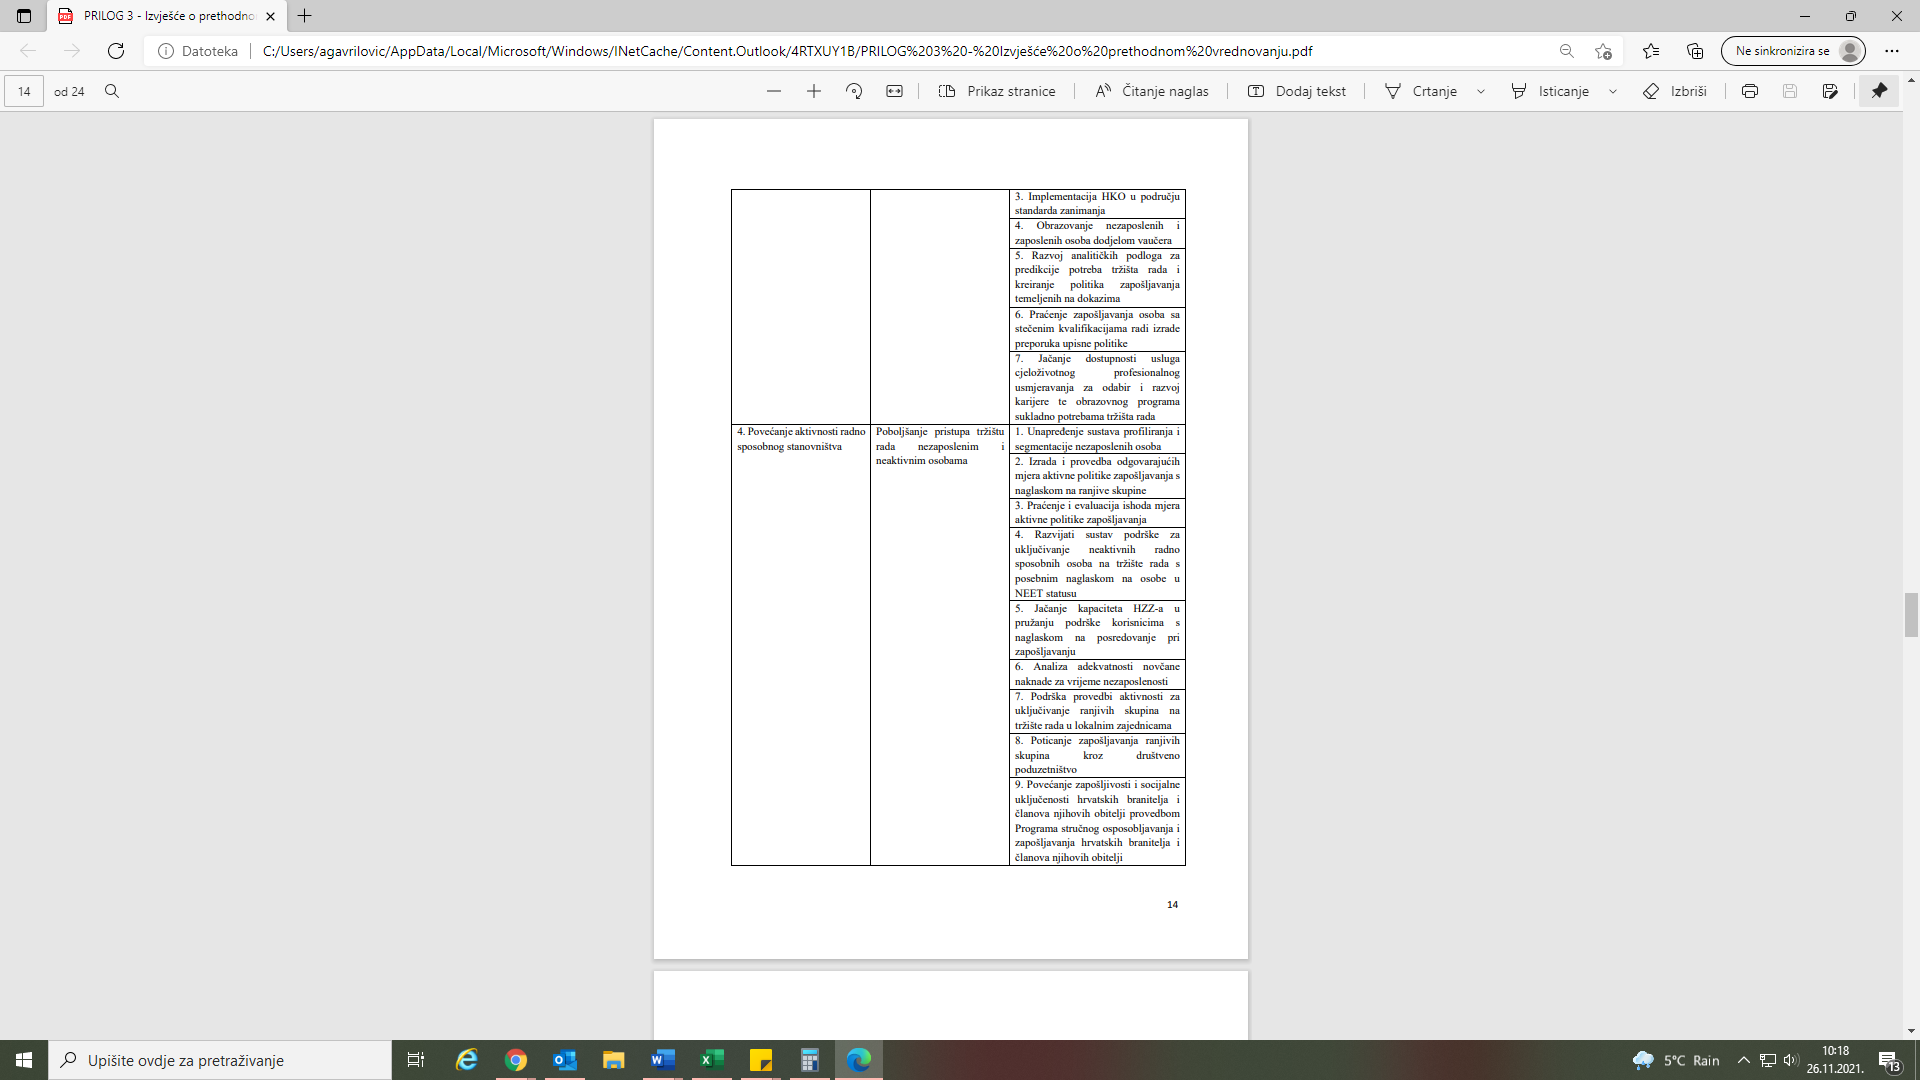 PRILOG 3 - Izvješće o prethodno
Datoteka
C:/Users/agavrilovic/AppData/Local/Microsoft/Windows/INetCache/Content.Outlook/4RTXUY1B/PRILOG%203%20-%20Izvješće%20o%20prethodnom%20vrednovanju.pdf
Ne sinkronizira se
14
od 24
Prikaz stranice
Čitanje naglas
Dodaj tekst
Crtanje
Isticanje
Izbriši
3. Implementacija HKO u području
standarda zanimanja
4. Obrazovanje nezaposlenih i
zaposlenih osoba dodjelom vaučera
5. Razvoj analitičkih podloga za
predikcije potreba tržišta rada i
kreiranje politika zapošljavanja
temeljenih na dokazima
6. Praćenje zapošljavanja osoba sa
stečenim kvalifikacijama radi izrade
preporuka upisne politike
7. Jačanje dostupnosti usluga
cjeloživotnog profesionalnog
usmjeravanja za odabir i razvoj
karijere te obrazovnog programa
sukladno potrebama tržišta rada
4. Povećanje aktivnosti radno
sposobnog stanovništva
Poboljšanje pristupa tržištu
rada nezaposlenim i
neaktivnim osobama
1. Unapređenje sustava profiliranja i
segmentacije nezaposlenih osoba
2. Izrada i provedba odgovarajućih
mjera aktivne politike zapošljavanja s
naglaskom na ranjive skupine
3. Praćenje i evaluacija ishoda mjera
aktivne politike zapošljavanja
4. Razvijati sustav podrške za
uključivanje neaktivnih radno
sposobnih osoba na tržište rada s
posebnim naglaskom na osobe u
NEET statusu
5. Jačanje kapaciteta HZZ-a u
pružanju podrške korisnicima s
naglaskom na posredovanje pri
zapošljavanju
6. Analiza adekvatnosti novčane
naknade za vrijeme nezaposlenosti
7. Podrška provedbi aktivnosti za
uključivanje ranjivih skupina na
tržište rada u lokalnim zajednicama
8. Poticanje zapošljavanja ranjivih
skupina kroz društveno
poduzetništvo
9. Povećanje zapošljivosti i socijalne
uključenosti hrvatskih branitelja i
članova njihovih obitelji provedbom
Programa stručnog osposobljavanja i
zapošljavanja hrvatskih branitelja i
članova njihovih obitelji
14
Upišite ovdje za pretraživanje
5°C Rain
10:18
26.11.2021.
13